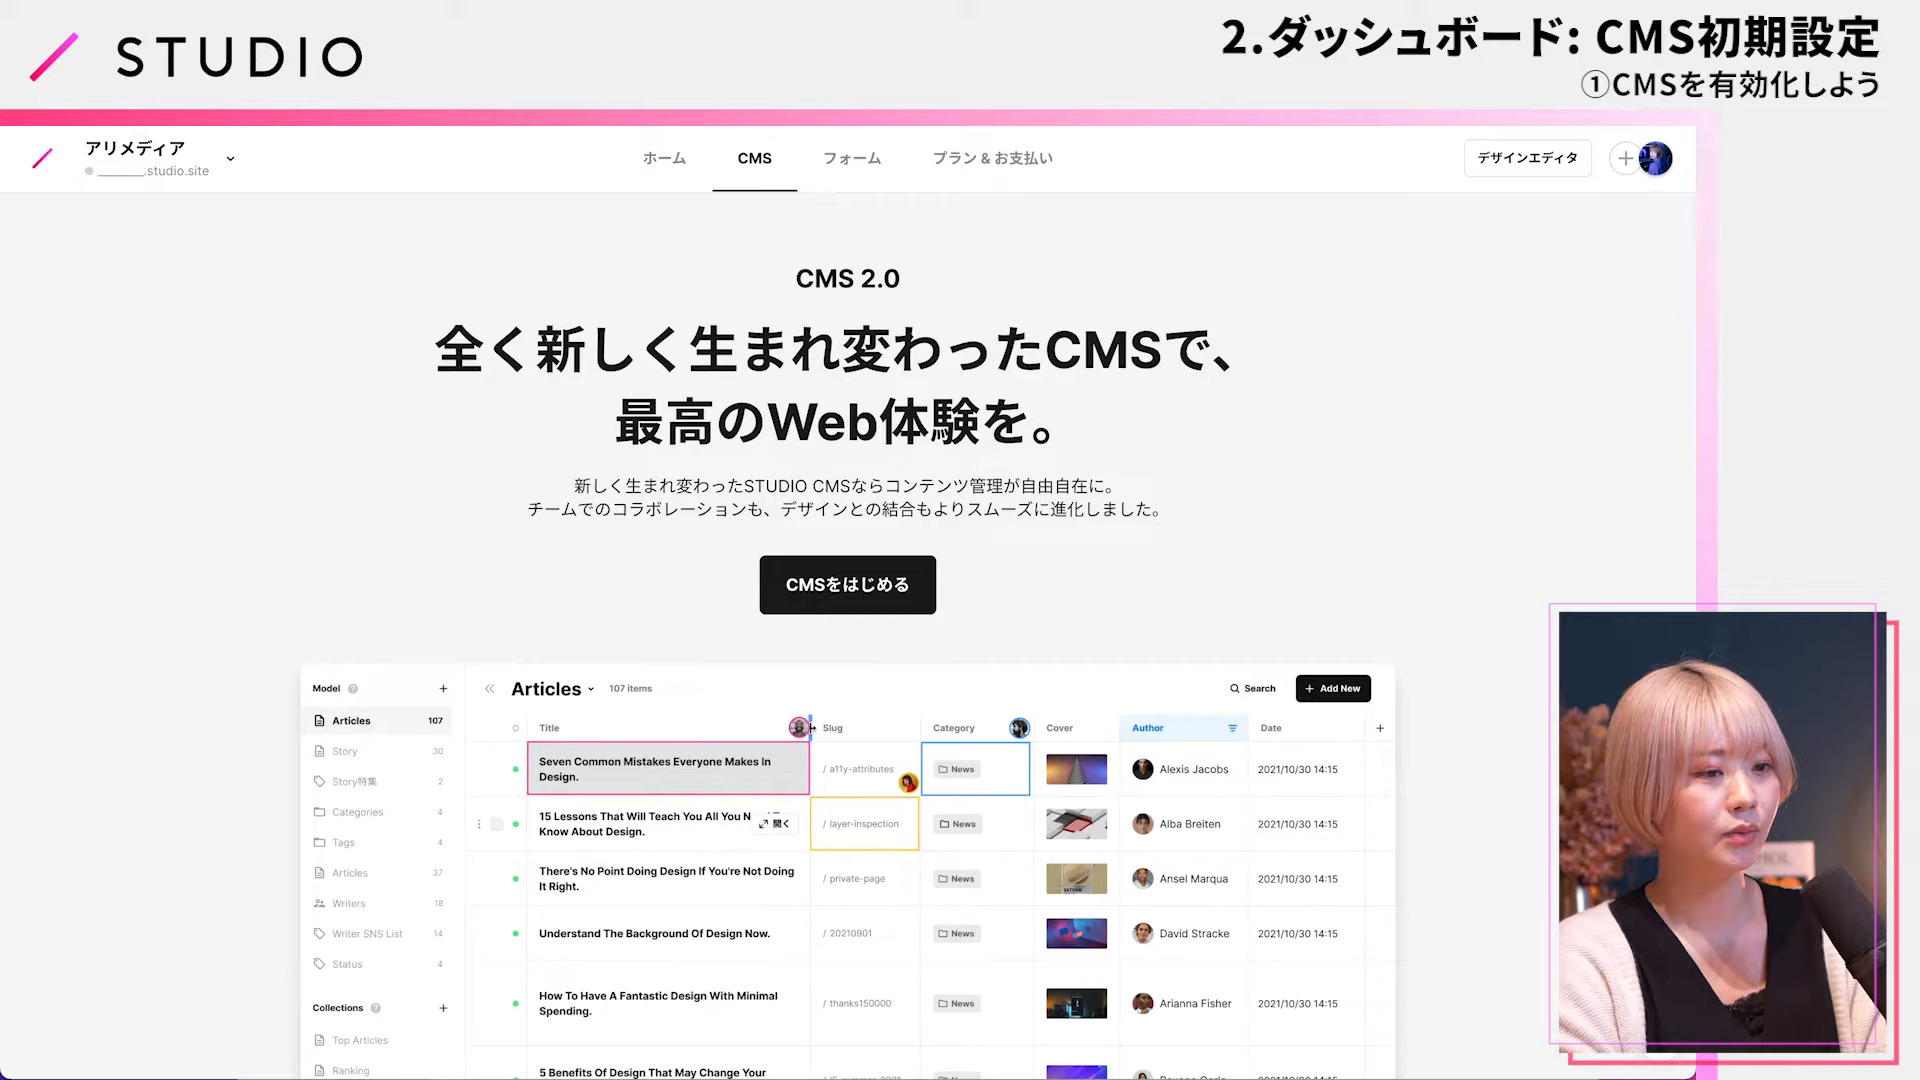 STUDIO
2.ダッシュボード: CMS初期設定
①CMSを有効化しよう
アリメディア
______.studio.site
ホーム
CMS
フォーム
プラン & お支払い
デザインエディタ
CMS 2.0
全く新しく生まれ変わったCMSで、
最高のWeb体験を。
新しく生まれ変わったSTUDIO CMSならコンテンツ管理が自由自在に。
チームでのコラボレーションも、デザインとの結合もよりスムーズに進化しました。
CMSをはじめる
Model
Articles 107
Story 30
Story特集 2
Categories 4
Tags 4
Articles 37
Writers 18
Writer SNS List 14
Status 4
Collections
Top Articles
Ranking
Articles 107 items
Search
+ Add New
Title Slug Category Cover Author Date +
Seven Common Mistakes Everyone Makes In
Design.
/ a11y-attributes News Alexis Jacobs 2021/10/30 14:15
15 Lessons That Will Teach You All You N
Know About Design.
開く
/ layer-inspection News Alba Breiten 2021/10/30 14:15
There's No Point Doing Design If You're Not Doing
It Right.
/ private-page News Ansel Marqua 2021/10/30 14:15
Understand The Background Of Design Now.
/ 20210901 News David Stracke 2021/10/30 14:15
How To Have A Fantastic Design With Minimal
Spending.
/ thanks150000 News Arianna Fisher 2021/10/30 14:15
5 Benefits Of Design That May Change Your